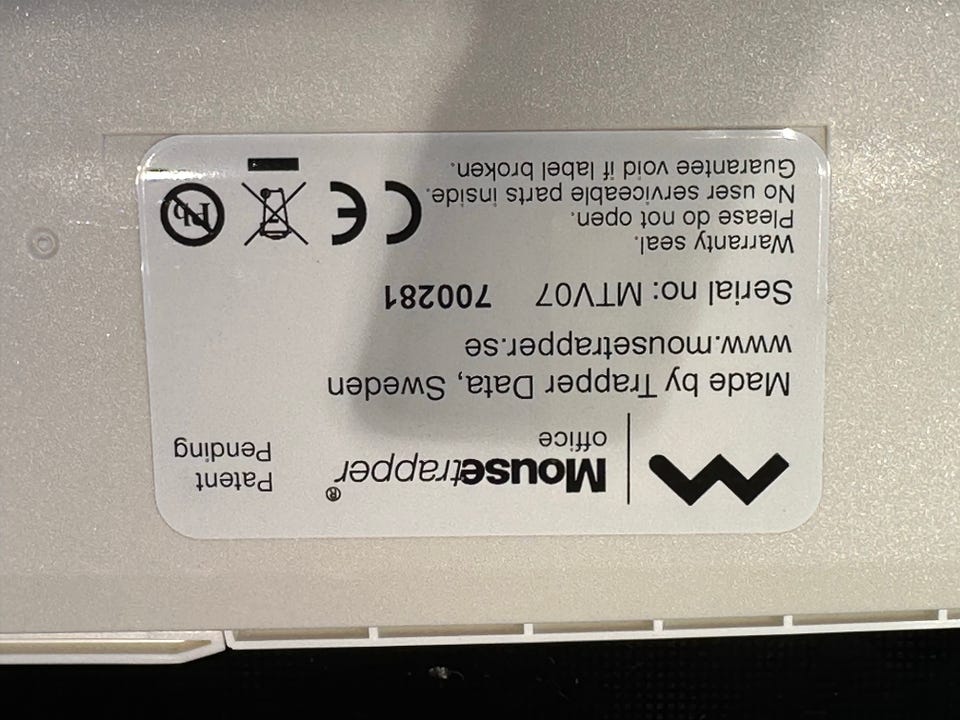 Mousetrapper®
office
Patent
Pending
Made by Trapper Data, Sweden
www.mousetrapper.se
Serial no: MTV07 700281
Warranty seal.
Please do not open.
No user serviceable parts inside.
Guarantee void if label broken.
CE
Pb